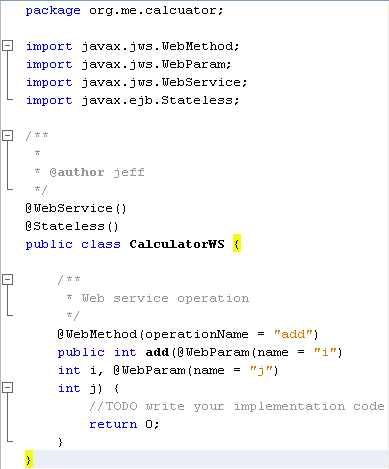 package org.me.calcuator;
import javax.jws.WebMethod;
import javax.jws.WebParam;
import javax.jws.WebService;
import javax.ejb.Stateless;
/**
*
* @author jeff
*/
@WebService()
@Stateless()
public class CalculatorWS {
/**
* Web service operation
*/
@WebMethod(operationName = "add")
public int add(@WebParam(name = "i")
int i, @WebParam(name = "j")
int j) {
//TODO write your implementation code
return 0;
}
}